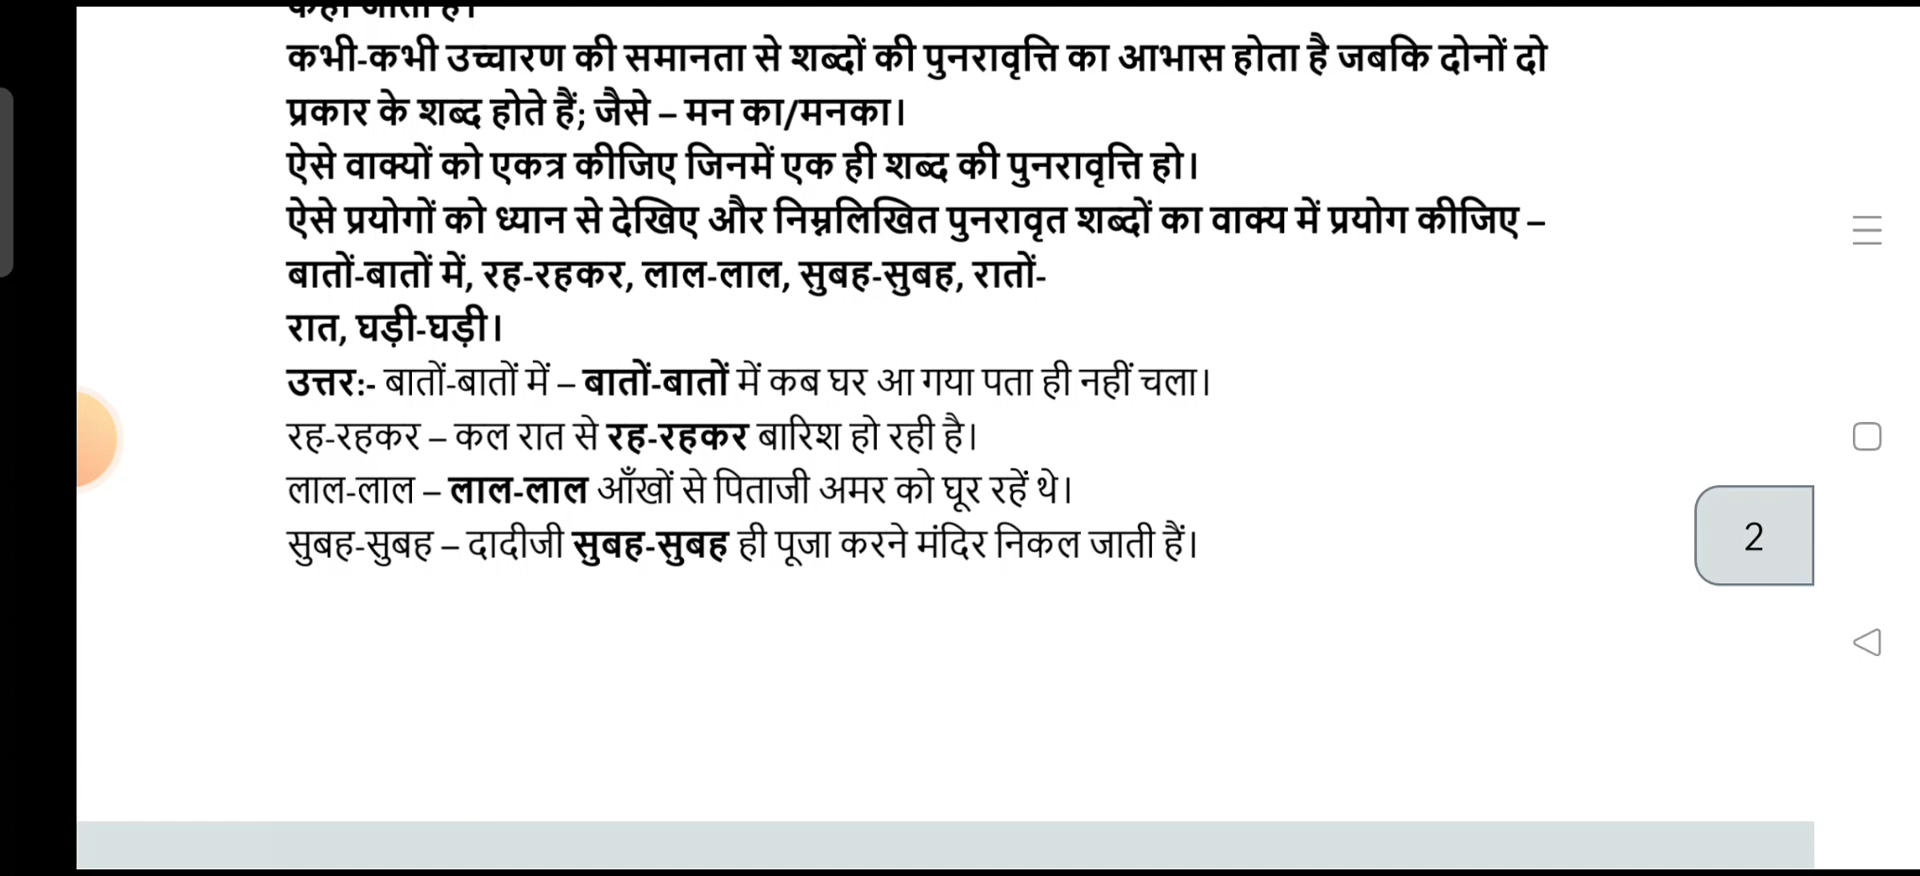 कभी-कभी उच्चारण की समानता से शब्दों की पुनरावृत्ति का आभास होता है जबकि दोनों दो
प्रकार के शब्द होते हैं; जैसे – मन का/मनका।
ऐसे वाक्यों को एकत्र कीजिए जिनमें एक ही शब्द की पुनरावृत्ति हो।
ऐसे प्रयोगों को ध्यान से देखिए और निम्नलिखित पुनरावृत शब्दों का वाक्य में प्रयोग कीजिए –
बातों-बातों में, रह-रहकर, लाल-लाल, सुबह-सुबह, रातों-
रात, घड़ी-घड़ी।
उत्तर:- बातों-बातों में – बातों-बातों में कब घर आ गया पता ही नहीं चला।
रह-रहकर – कल रात से रह-रहकर बारिश हो रही है।
लाल-लाल – लाल-लाल आँखों से पिताजी अमर को घूर रहें थे।
सुबह-सुबह – दादीजी सुबह-सुबह ही पूजा करने मंदिर निकल जाती हैं।
2